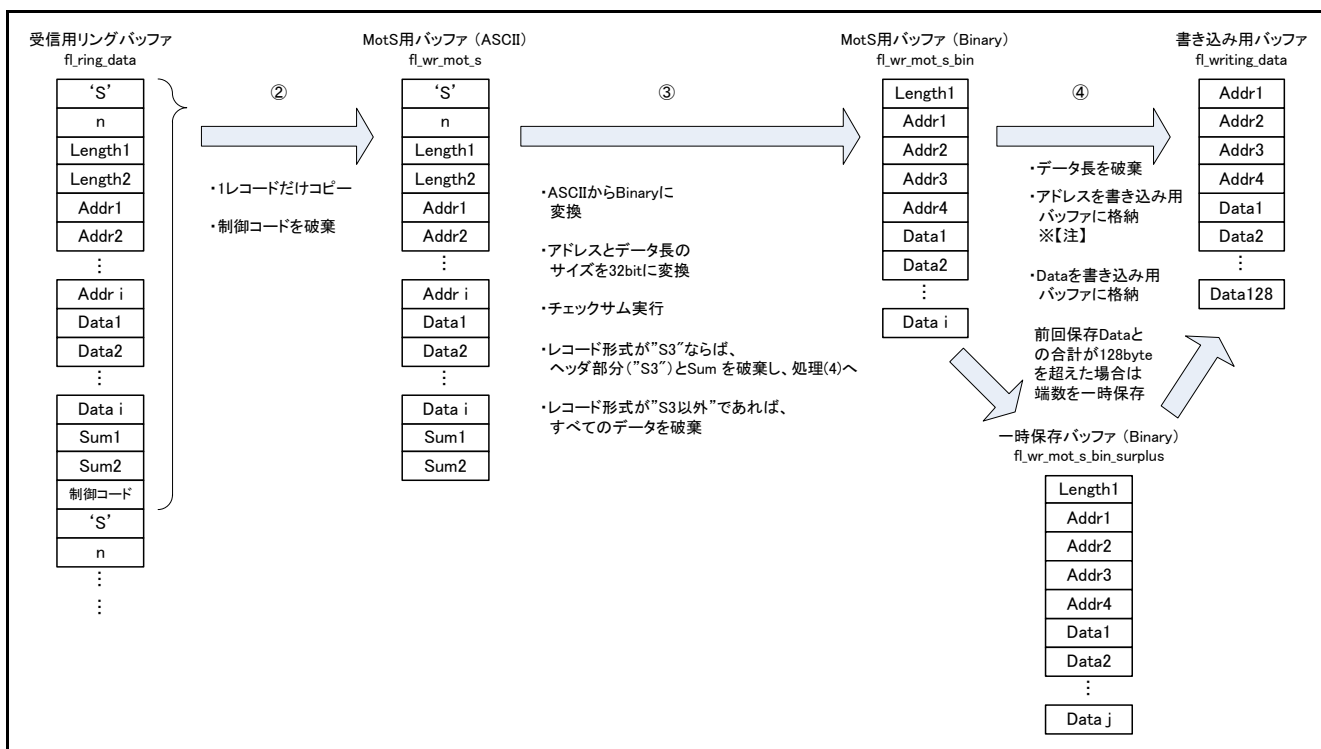 受信用リングバッファ
fl_ring_data
‘S’
n
Length1
Length2
Addr1
Addr2
⋮
Addr i
Data1
Data2
⋮
Data i
Sum1
Sum2
制御コード
‘S’
n
⋮
⋮
②
・1レコードだけコピー
・制御コードを破棄
MotS用バッファ (ASCII)
fl_wr_mot_s
‘S’
n
Length1
Length2
Addr1
Addr2
⋮
Addr i
Data1
Data2
⋮
Data i
Sum1
Sum2
③
・ASCIIからBinaryに
変換
・アドレスとデータ長の
サイズを32bitに変換
・チェックサム実行
・レコード形式が”S3”ならば、
ヘッダ部分(”S3”)とSum を破棄し、処理(4)へ
・レコード形式が”S3以外”であれば、
すべてのデータを破棄
MotS用バッファ (Binary)
fl_wr_mot_s_bin
Length1
Addr1
Addr2
Addr3
Addr4
Data1
Data2
⋮
Data i
④
・データ長を破棄
・アドレスを書き込み用
バッファに格納
※【注】
・Dataを書き込み用
バッファに格納
前回保存Dataと
の合計が128byte
を超えた場合は
端数を一時保存
書き込み用バッファ
fl_writing_data
Addr1
Addr2
Addr3
Addr4
Data1
Data2
⋮
Data128
一時保存バッファ (Binary)
fl_wr_mot_s_bin_surplus
Length1
Addr1
Addr2
Addr3
Addr4
Data1
Data2
⋮
Data j